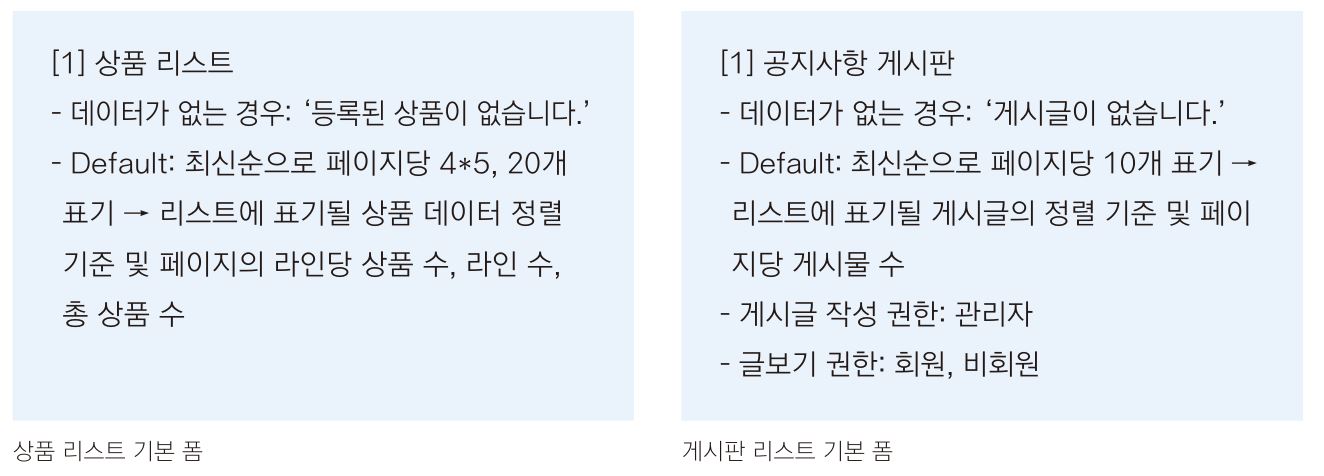 [1] 상품 리스트
- 데이터가 없는 경우: ‘등록된 상품이 없습니다.’
- Default: 최신순으로 페이지당 4*5, 20개
표기 → 리스트에 표기될 상품 데이터 정렬
기준 및 페이지의 라인당 상품 수, 라인 수,
총 상품 수
상품 리스트 기본 폼
[1] 공지사항 게시판
- 데이터가 없는 경우: ‘게시글이 없습니다.’
- Default: 최신순으로 페이지당 10개 표기 →
리스트에 표기될 게시글의 정렬 기준 및 페이
지당 게시물 수
- 게시글 작성 권한: 관리자
- 글보기 권한: 회원, 비회원
게시판 리스트 기본 폼